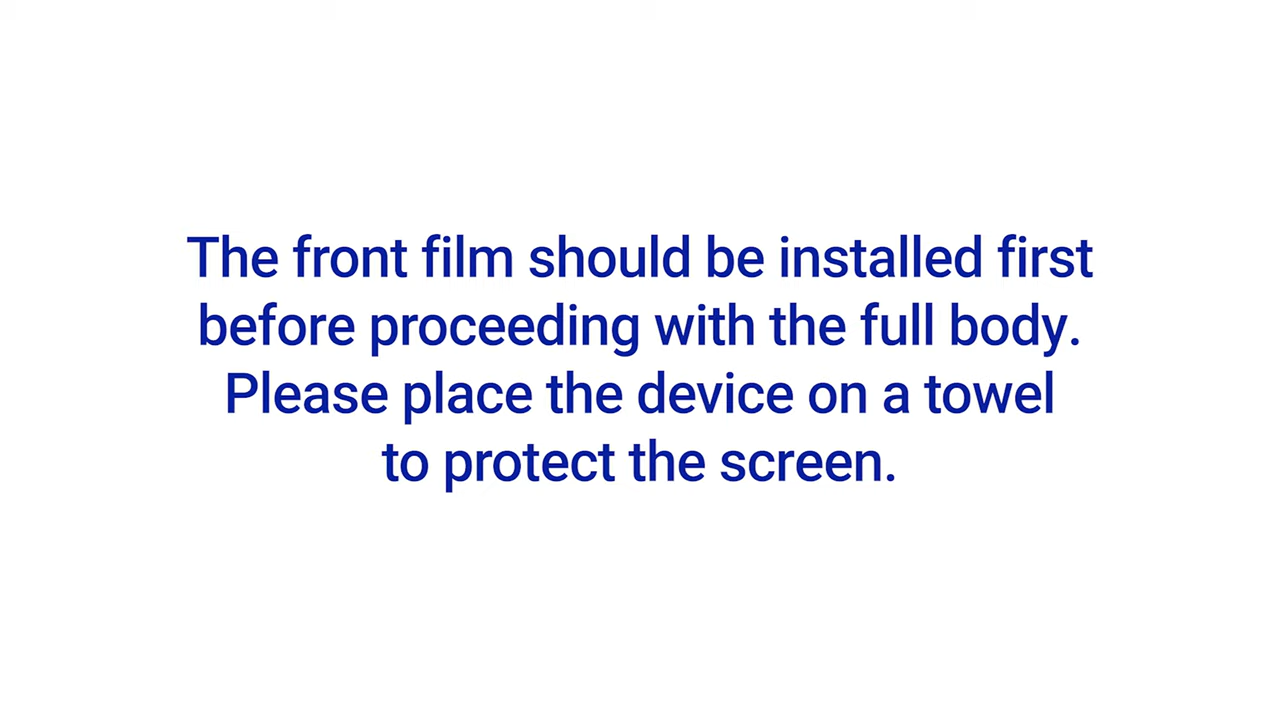 The front film should be installed first
before proceeding with the full body.
Please place the device on a towel
to protect the screen.